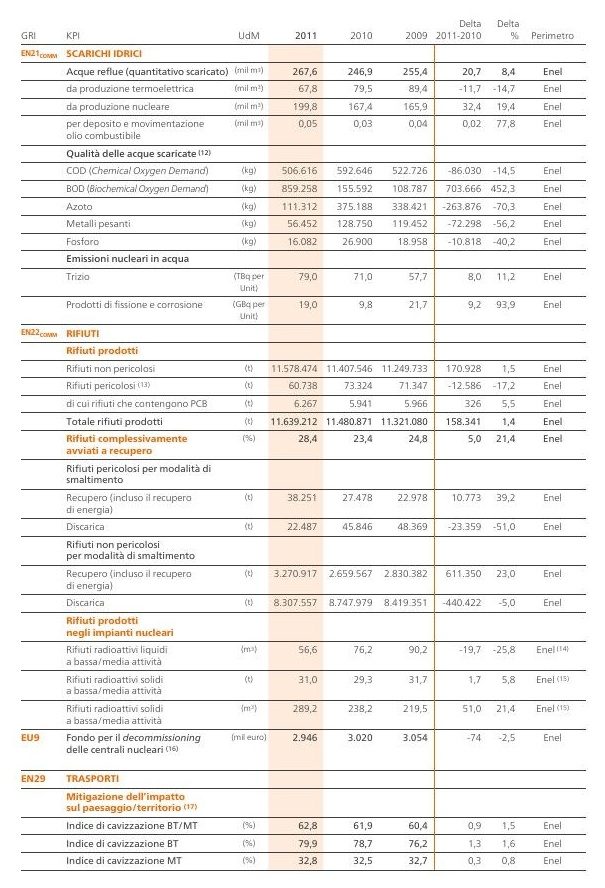 GRI KPI UdM 2011 2010 2009 Delta 2011-2010 Delta % Perimetro
EN21COMM SCARICHI IDRICI
Acque reflue (quantitativo scaricato) (mil m³) 267,6 246,9 255,4 20,7 8,4 Enel
da produzione termoelettrica (mil m³) 67,8 79,5 89,4 -11,7 -14,7 Enel
da produzione nucleare (mil m³) 199,8 167,4 165,9 32,4 19,4 Enel
per deposito e movimentazione (mil m³) 0,05 0,03 0,04 0,02 77,8 Enel
olio combustibile
Qualità delle acque scaricate (12)
COD (Chemical Oxygen Demand) (kg) 506.616 592.646 522.726 -86.030 -14,5 Enel
BOD (Biochemical Oxygen Demand) (kg) 859.258 155.592 108.787 703.666 452,3 Enel
Azoto (kg) 111.312 375.188 338.421 -263.876 -70,3 Enel
Metalli pesanti (kg) 56.452 128.750 119.452 -72.298 -56,2 Enel
Fosforo (kg) 16.082 26.900 18.958 -10.818 -40,2 Enel
Emissioni nucleari in acqua
Trizio (TBq per 79,0 71,0 57,7 8,0 11,2 Enel
Unit)
Prodotti di fissione e corrosione (GBq per 19,0 9,8 21,7 9,2 93,9 Enel
Unit)
EN22COMM RIFIUTI
Rifiuti prodotti
Rifiuti non pericolosi (t) 11.578.474 11.407.546 11.249.733 170.928 1,5 Enel
Rifiuti pericolosi (13) (t) 60.738 73.324 71.347 -12.586 -17,2 Enel
di cui rifiuti che contengono PCB (t) 6.267 5.941 5.966 326 5,5 Enel
Totale rifiuti prodotti (t) 11.639.212 11.480.871 11.321.080 158.341 1,4 Enel
Rifiuti complessivamente (%) 28,4 23,4 24,8 5,0 21,4 Enel
avviati a recupero
Rifiuti pericolosi per modalità di
smaltimento
Recupero (incluso il recupero (t) 38.251 27.478 22.978 10.773 39,2 Enel
di energia)
Discarica (t) 22.487 45.846 48.369 -23.359 -51,0 Enel
Rifiuti non pericolosi
per modalità di smaltimento
Recupero (incluso il recupero (t) 3.270.917 2.659.567 2.830.382 611.350 23,0 Enel
di energia)
Discarica (t) 8.307.557 8.747.979 8.419.351 -440.422 -5,0 Enel
Rifiuti prodotti
negli impianti nucleari
Rifiuti radioattivi liquidi (m³) 56,6 76,2 90,2 -19,7 -25,8 Enel (14)
a bassa/media attività
Rifiuti radioattivi solidi (t) 31,0 29,3 31,7 1,7 5,8 Enel (15)
a bassa/media attività
Rifiuti radioattivi solidi (m³) 289,2 238,2 219,5 51,0 21,4 Enel (15)
a bassa/media attività
EU9 Fondo per il decommissioning (mil euro) 2.946 3.020 3.054 -74 -2,5 Enel
delle centrali nucleari (16)
EN29 TRASPORTI
Mitigazione dell'impatto
sul paesaggio/territorio (17)
Indice di cavizzazione BT/MT (%) 62,8 61,9 60,4 0,9 1,5 Enel
Indice di cavizzazione BT (%) 79,9 78,7 76,2 1,3 1,6 Enel
Indice di cavizzazione MT (%) 32,8 32,5 32,7 0,3 0,8 Enel